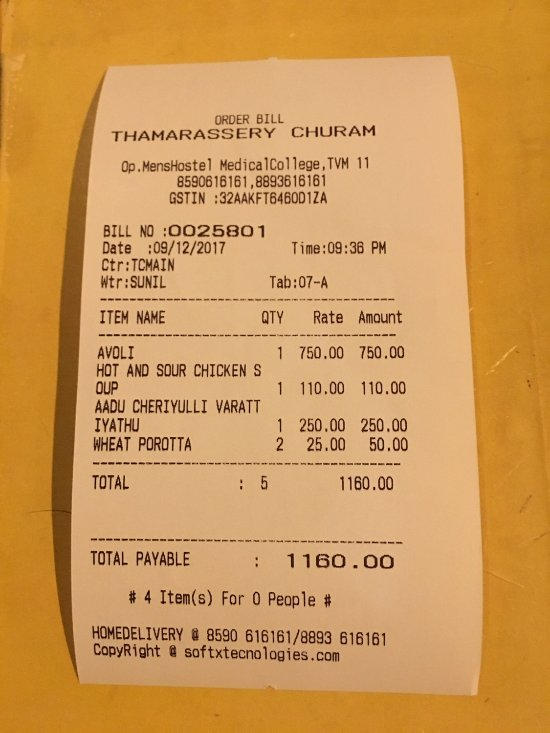 ORDER BILL
THAMARASSERY CHURAM
Op.MensHostel MedicalCollege,TVM 11
8590616161,8893616161
GSTIN :32AAKFT6460D1ZA
BILL NO :0025801
Date :09/12/2017 Time:09:36 PM
Ctr:TCMAIN
Wtr:SUNIL Tab:07-A
ITEM NAME QTY Rate Amount
AVOLI 1 750.00 750.00
HOT AND SOUR CHICKEN S
OUP 1 110.00 110.00
AADU CHERIYULLI VARATT
IYATHU 1 250.00 250.00
WHEAT POROTTA 2 25.00 50.00
TOTAL : 5 1160.00
TOTAL PAYABLE : 1160.00
# 4 Item(s) For 0 People #
HOMEDELIVERY @ 8590 616161/8893 616161
CopyRight @ softxtecnologies.com